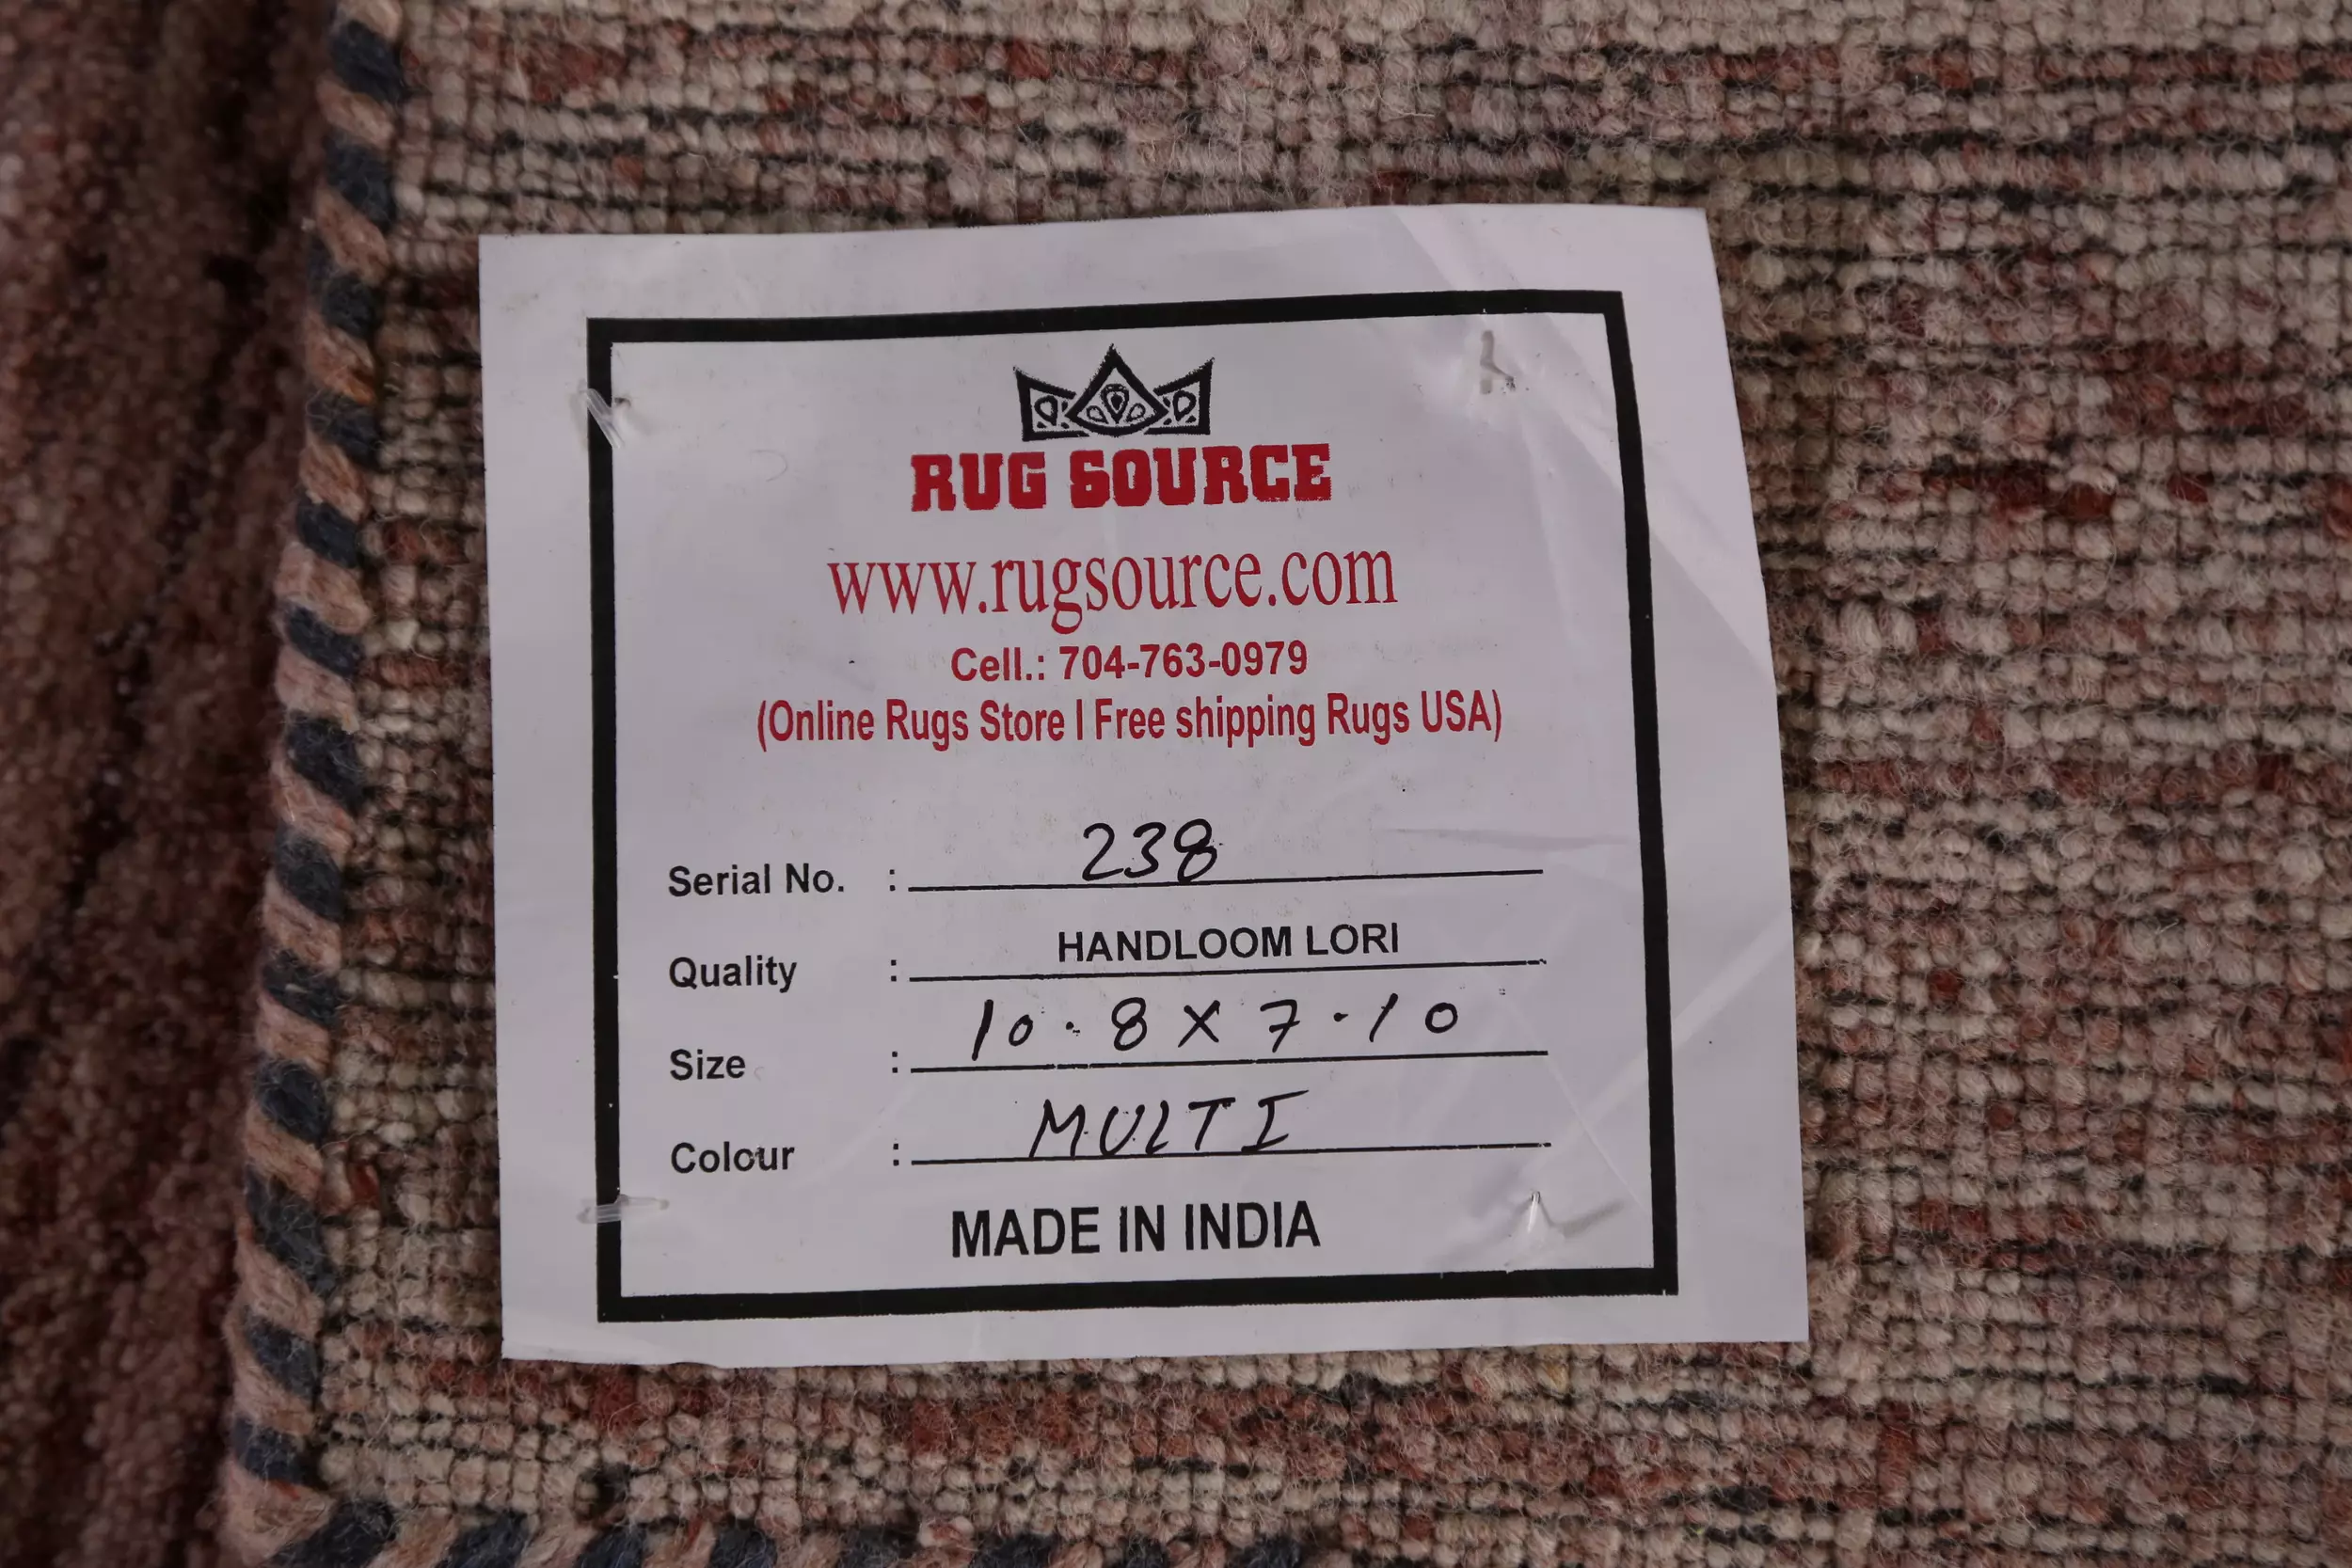 RUG SOURCE
www.rugsource.com
Cell.: 704-763-0979
(Online Rugs Store | Free shipping Rugs USA)
Serial No. : 238
Quality : HANDLOOM LORI
Size : 10.8 X 7.10
Colour : MULTI
MADE IN INDIA